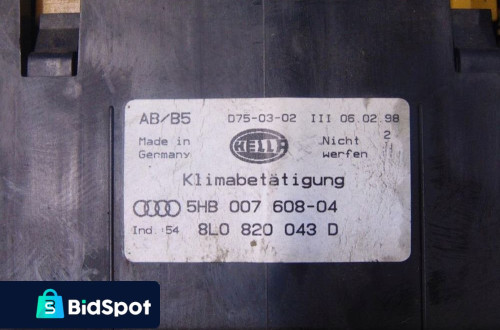 AB/B5 D75-03-02 III 06.02.98
Made in Germany
HELLA
Nicht werfen
2
Klimabetätigung
5HB 007 608-04
Ind.:54 8L0 820 043 D
S
BidSpot